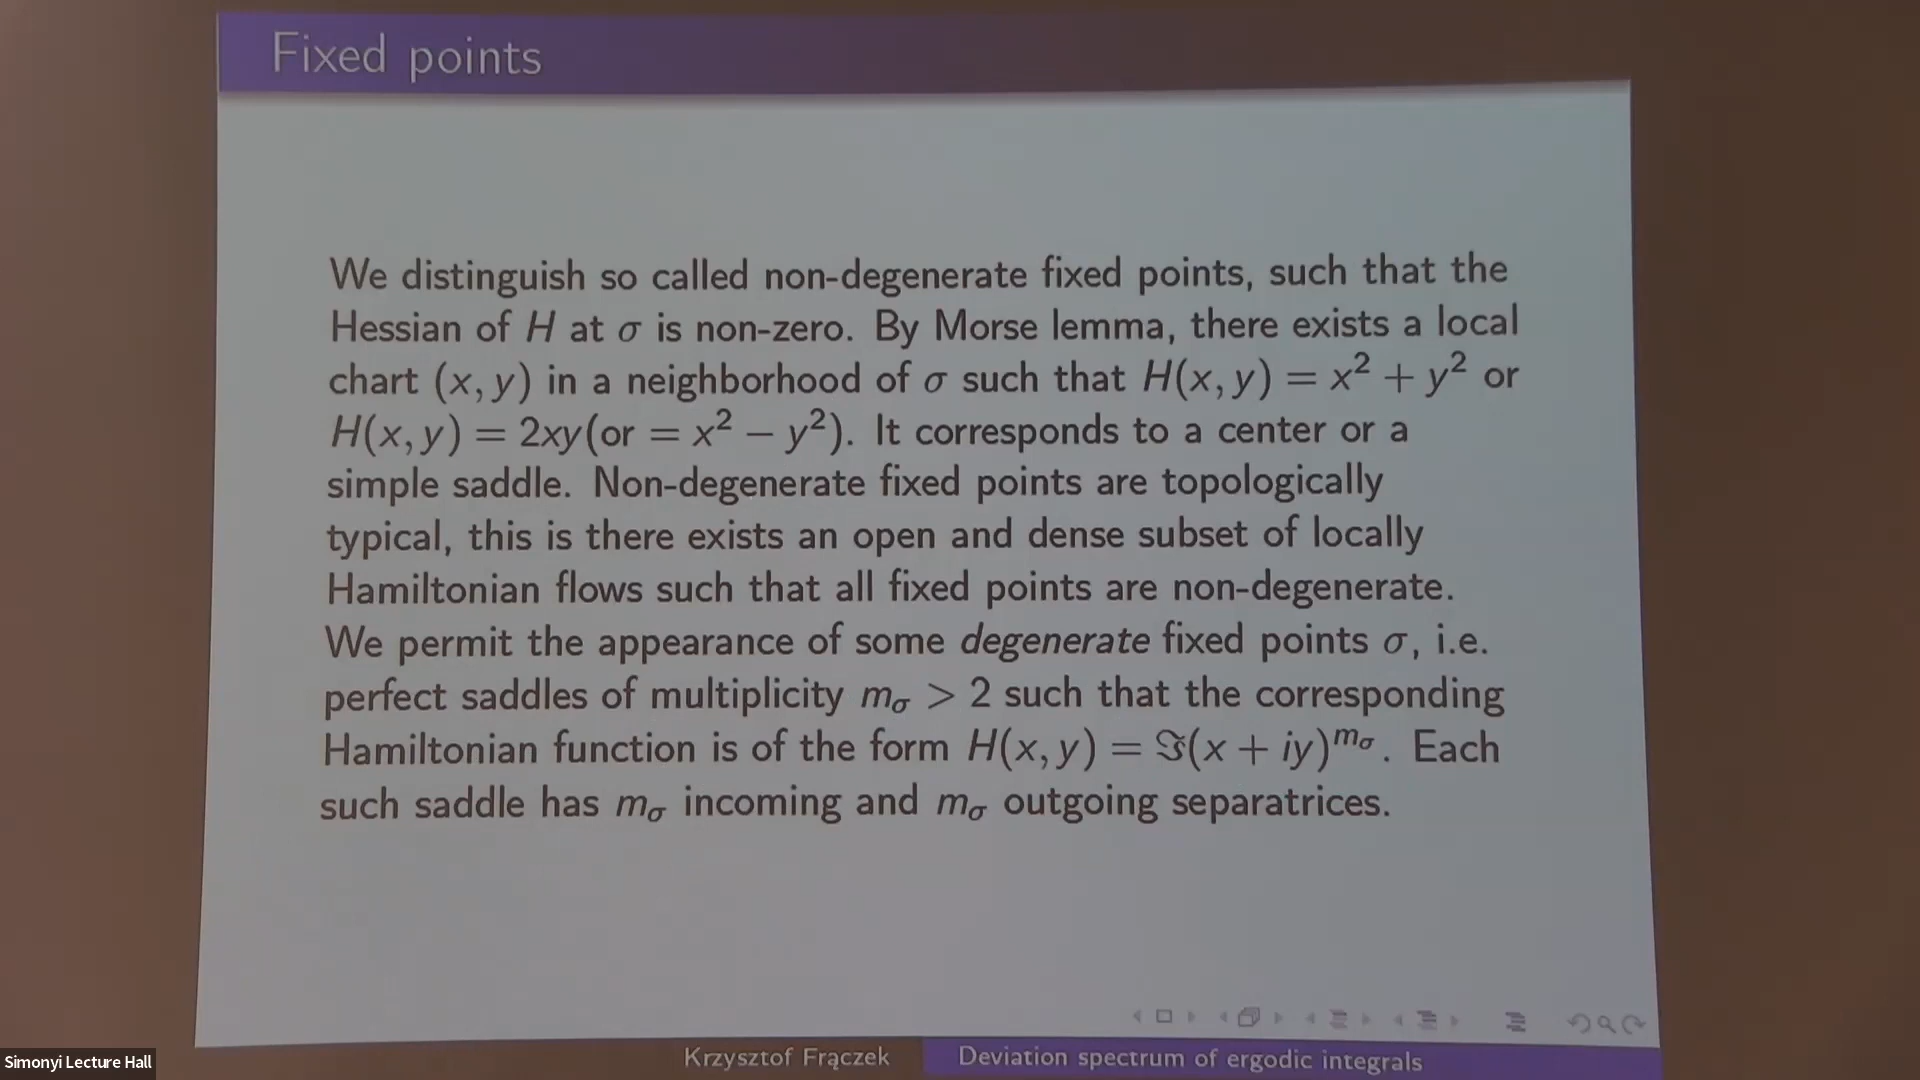 Fixed points
We distinguish so called non-degenerate fixed points, such that the
Hessian of H at σ is non-zero. By Morse lemma, there exists a local
chart (x, y) in a neighborhood of σ such that H(x, y) = x² + y² or
H(x, y) = 2xy(or = x² − y²). It corresponds to a center or a
simple saddle. Non-degenerate fixed points are topologically
typical, this is there exists an open and dense subset of locally
Hamiltonian flows such that all fixed points are non-degenerate.
We permit the appearance of some degenerate fixed points σ, i.e.
perfect saddles of multiplicity m_σ > 2 such that the corresponding
Hamiltonian function is of the form H(x, y) = ℑ(x + iy)^{m_σ}. Each
such saddle has m_σ incoming and m_σ outgoing separatrices.
Krzysztof Frączek
Deviation spectrum of ergodic integrals
Simonyi Lecture Hall